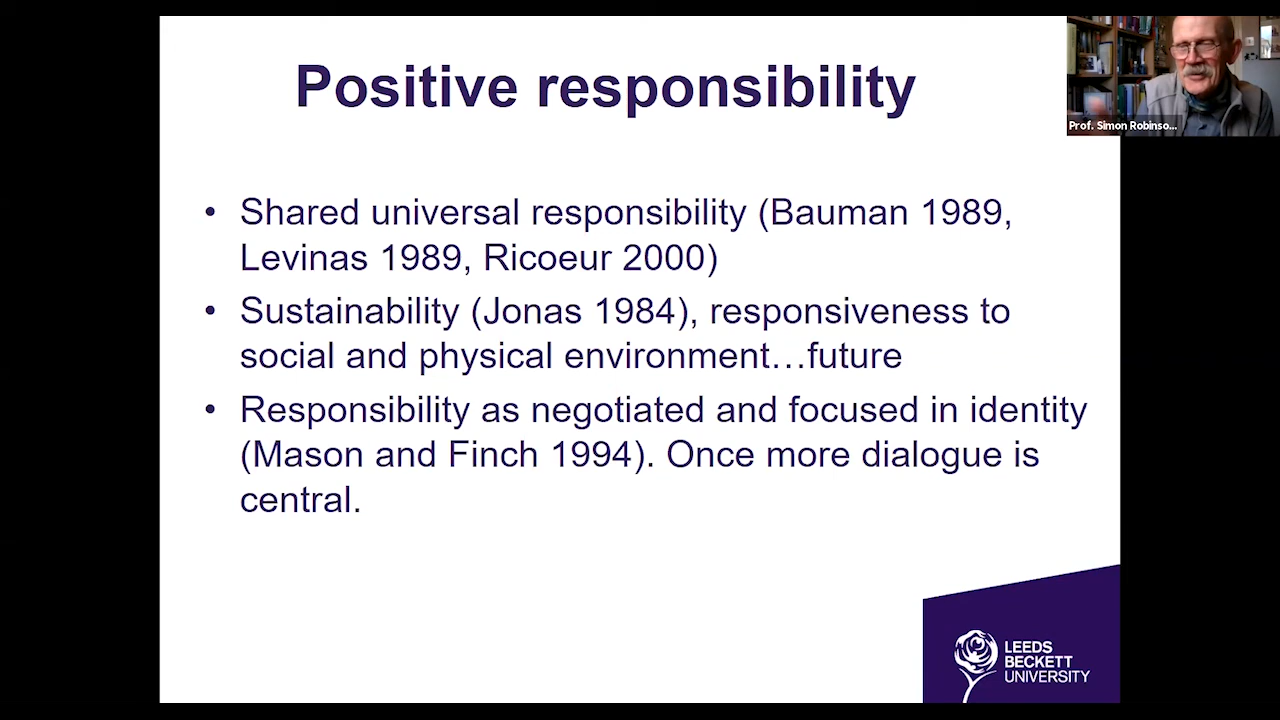 Positive responsibility
Prof. Simon Robinso...
• Shared universal responsibility (Bauman 1989,
Levinas 1989, Ricoeur 2000)
• Sustainability (Jonas 1984), responsiveness to
social and physical environment…future
• Responsibility as negotiated and focused in identity
(Mason and Finch 1994). Once more dialogue is
central.
LEEDS
BECKETT
UNIVERSITY